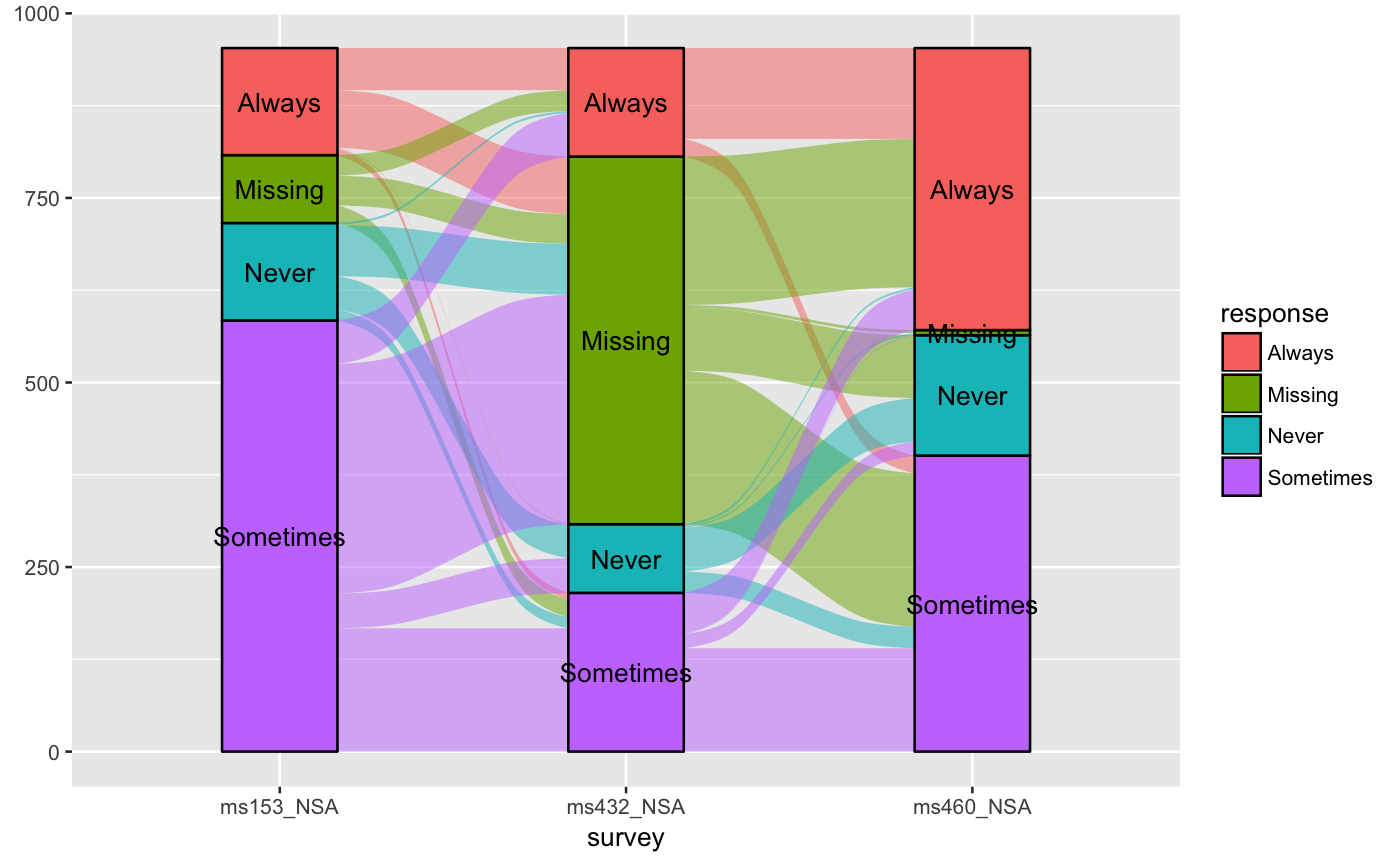 1000
750
500
250
0
Always
Missing
Never
Sometimes
Always
Missing
Never
Sometimes
Always
Missing
Never
Sometimes
ms153_NSA
ms432_NSA
ms460_NSA
survey
response
Always
Missing
Never
Sometimes